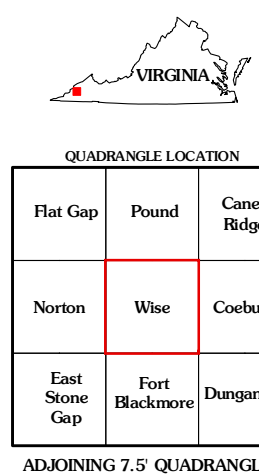 VIRGINIA
QUADRANGLE LOCATION
Flat Gap
Pound
Cane
Ridg
Norton
Wise
Coebu
East
Stone
Gap
Fort
Blackmore
Dungan
ADJOINING 7.5' QUADRANGL